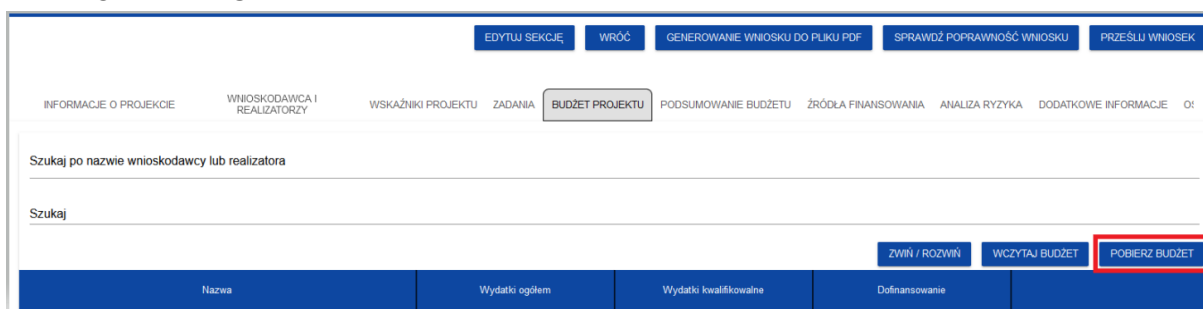 EDYTUJ SEKCJĘ WRÓĆ GENEROWANIE WNIOSKU DO PLIKU PDF SPRAWDŹ POPRAWNOŚĆ WNIOSKU PRZEŚLIJ WNIOSEK
INFORMACJE O PROJEKCIE WNIOSKODAWCA I REALIZATORZY WSKAŹNIKI PROJEKTU ZADANIA BUDŻET PROJEKTU PODSUMOWANIE BUDŻETU ŹRÓDŁA FINANSOWANIA ANALIZA RYZYKA DODATKOWE INFORMACJE
Szukaj po nazwie wnioskodawcy lub realizatora
Szukaj
ZWIŃ / ROZWIŃ WCZYTAJ BUDŻET POBIERZ BUDŻET
Nazwa Wydatki ogółem Wydatki kwalifikowalne Dofinansowanie